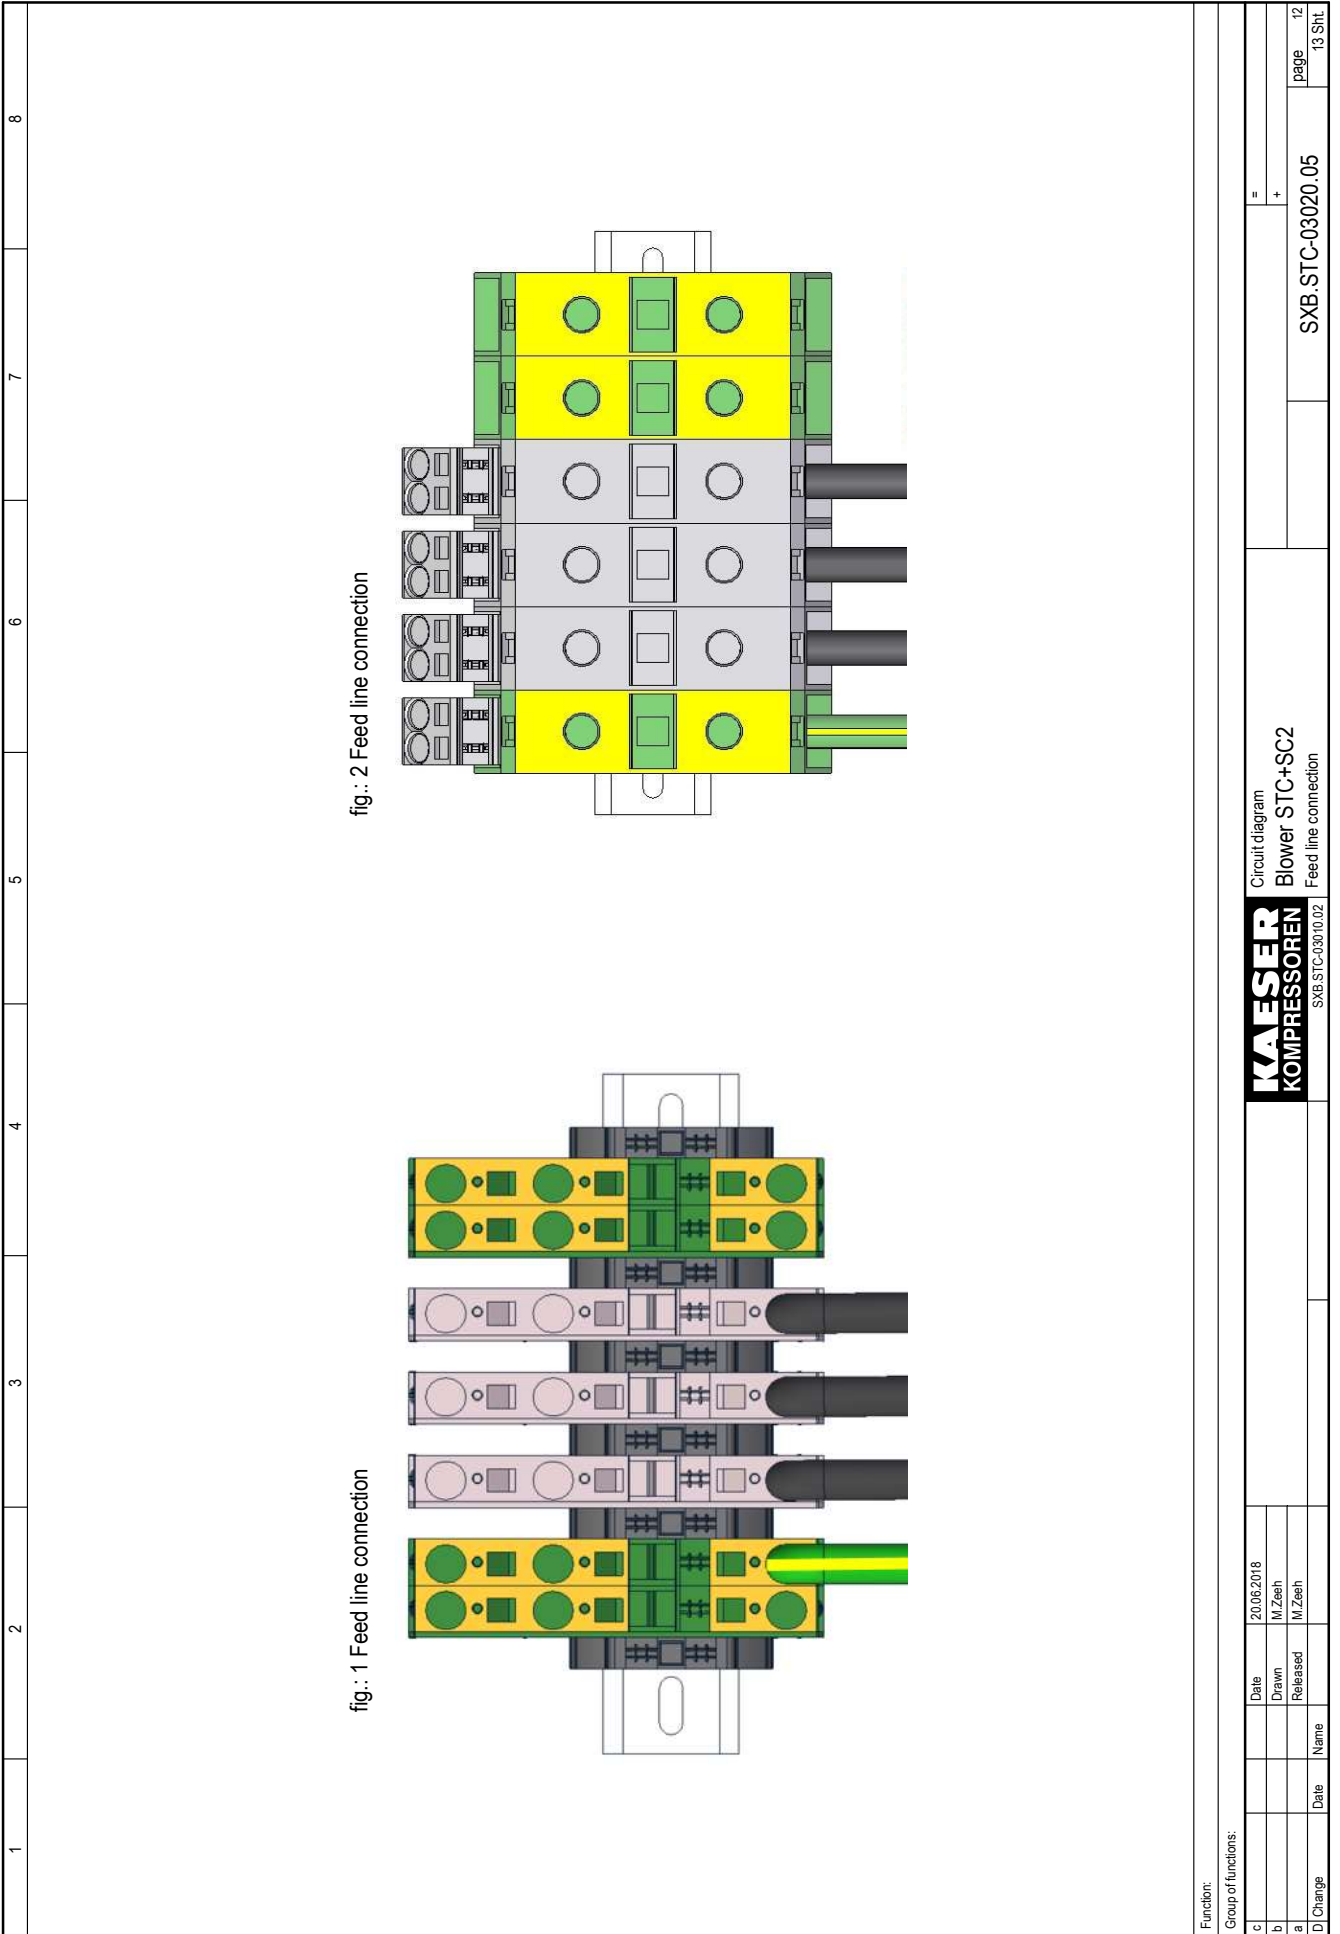 1
2
3
4
5
6
7
8
fig.: 1 Feed line connection
fig.: 2 Feed line connection
Function:
Group of functions:
c
b
a
D
Change
Date
Name
Date
20.06.2018
Drawn
M.Zeeh
Released
M.Zeeh
KAESER
KOMPRESSOREN
SXB.STC-03010.02
Circuit diagram
Blower STC+SC2
Feed line connection
=
+
SXB.STC-03020.05
page 12
13 Sht.